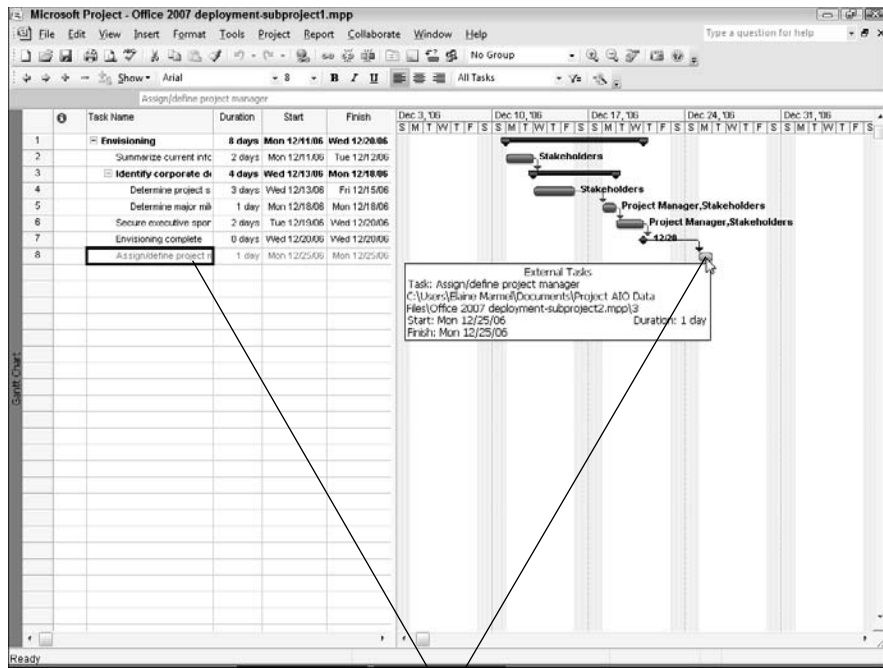 Microsoft Project - Office 2007 deployment-subproject1.mpp
File Edit View Insert Format Tools Project Report Collaborate Window Help
Type a question for help
No Group
Show Arial 8 B I U All Tasks
Assign/define project manager
Task Name Duration Start Finish Dec 3, '06 Dec 10, '06 Dec 17, '06 Dec 24, '06 Dec 31, '06
S M T W T F S S M T W T F S S M T W T F S S M T W T F S S M T W T F S
1 Envisioning 8 days Mon 12/11/06 Wed 12/20/06
2 Summarize current infc 2 days Mon 12/11/06 Tue 12/12/06 Stakeholders
3 Identify corporate de 4 days Wed 12/13/06 Mon 12/18/06
4 Determine project s 3 days Wed 12/13/06 Fri 12/15/06 Stakeholders
5 Determine major mil 1 day Mon 12/18/06 Mon 12/18/06 Project Manager,Stakeholders
6 Secure executive spor 2 days Tue 12/19/06 Wed 12/20/06 Project Manager,Stakeholders
7 Envisioning complete 0 days Wed 12/20/06 Wed 12/20/06 12/20
8 Assign/define project n 1 day Mon 12/25/06 Mon 12/25/06
External Tasks
Task: Assign/define project manager
C:\Users\Elaine Marmel\Documents\Project AIO Data
Files\Office 2007 deployment-subproject2.mpp\3
Start: Mon 12/25/06 Duration: 1 day
Finish: Mon 12/25/06
Gantt Chart
Ready